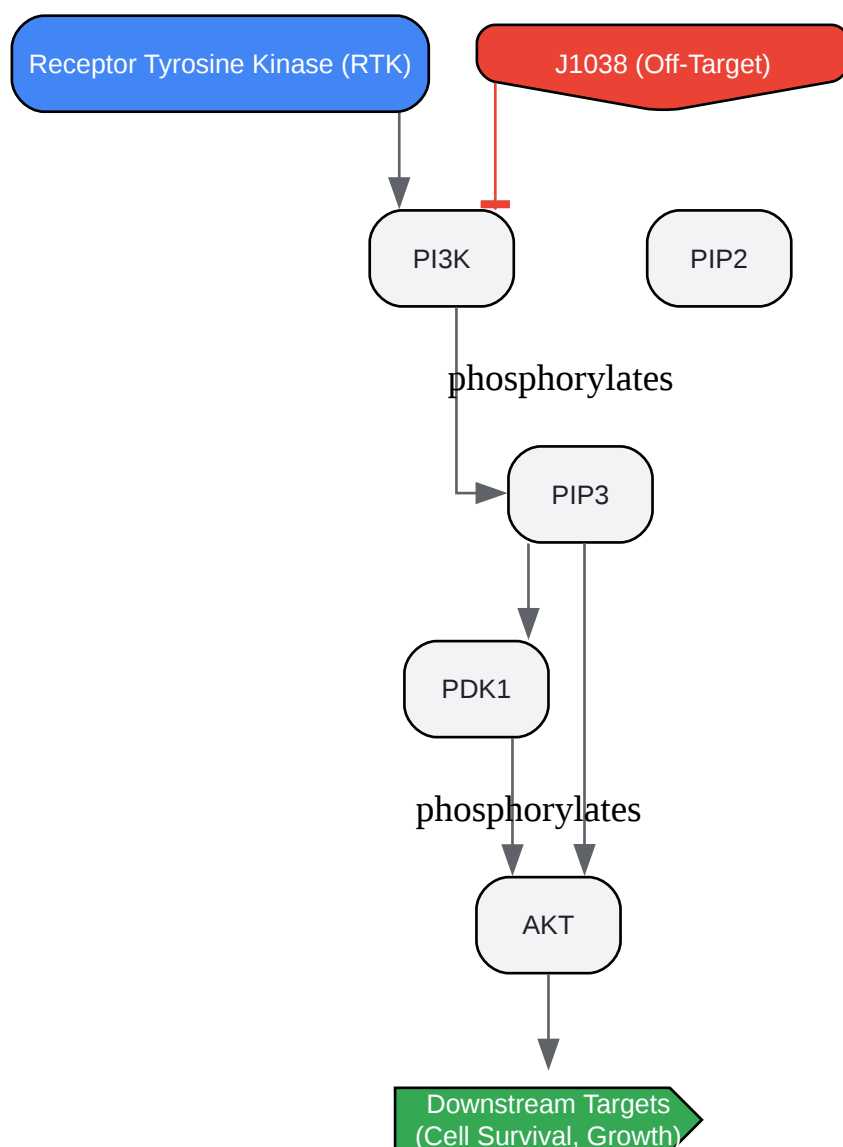 Receptor Tyrosine Kinase (RTK)
J1038 (Off-Target)
PI3K
PIP2
phosphorylates
PIP3
PDK1
phosphorylates
AKT
Downstream Targets
(Cell Survival, Growth)